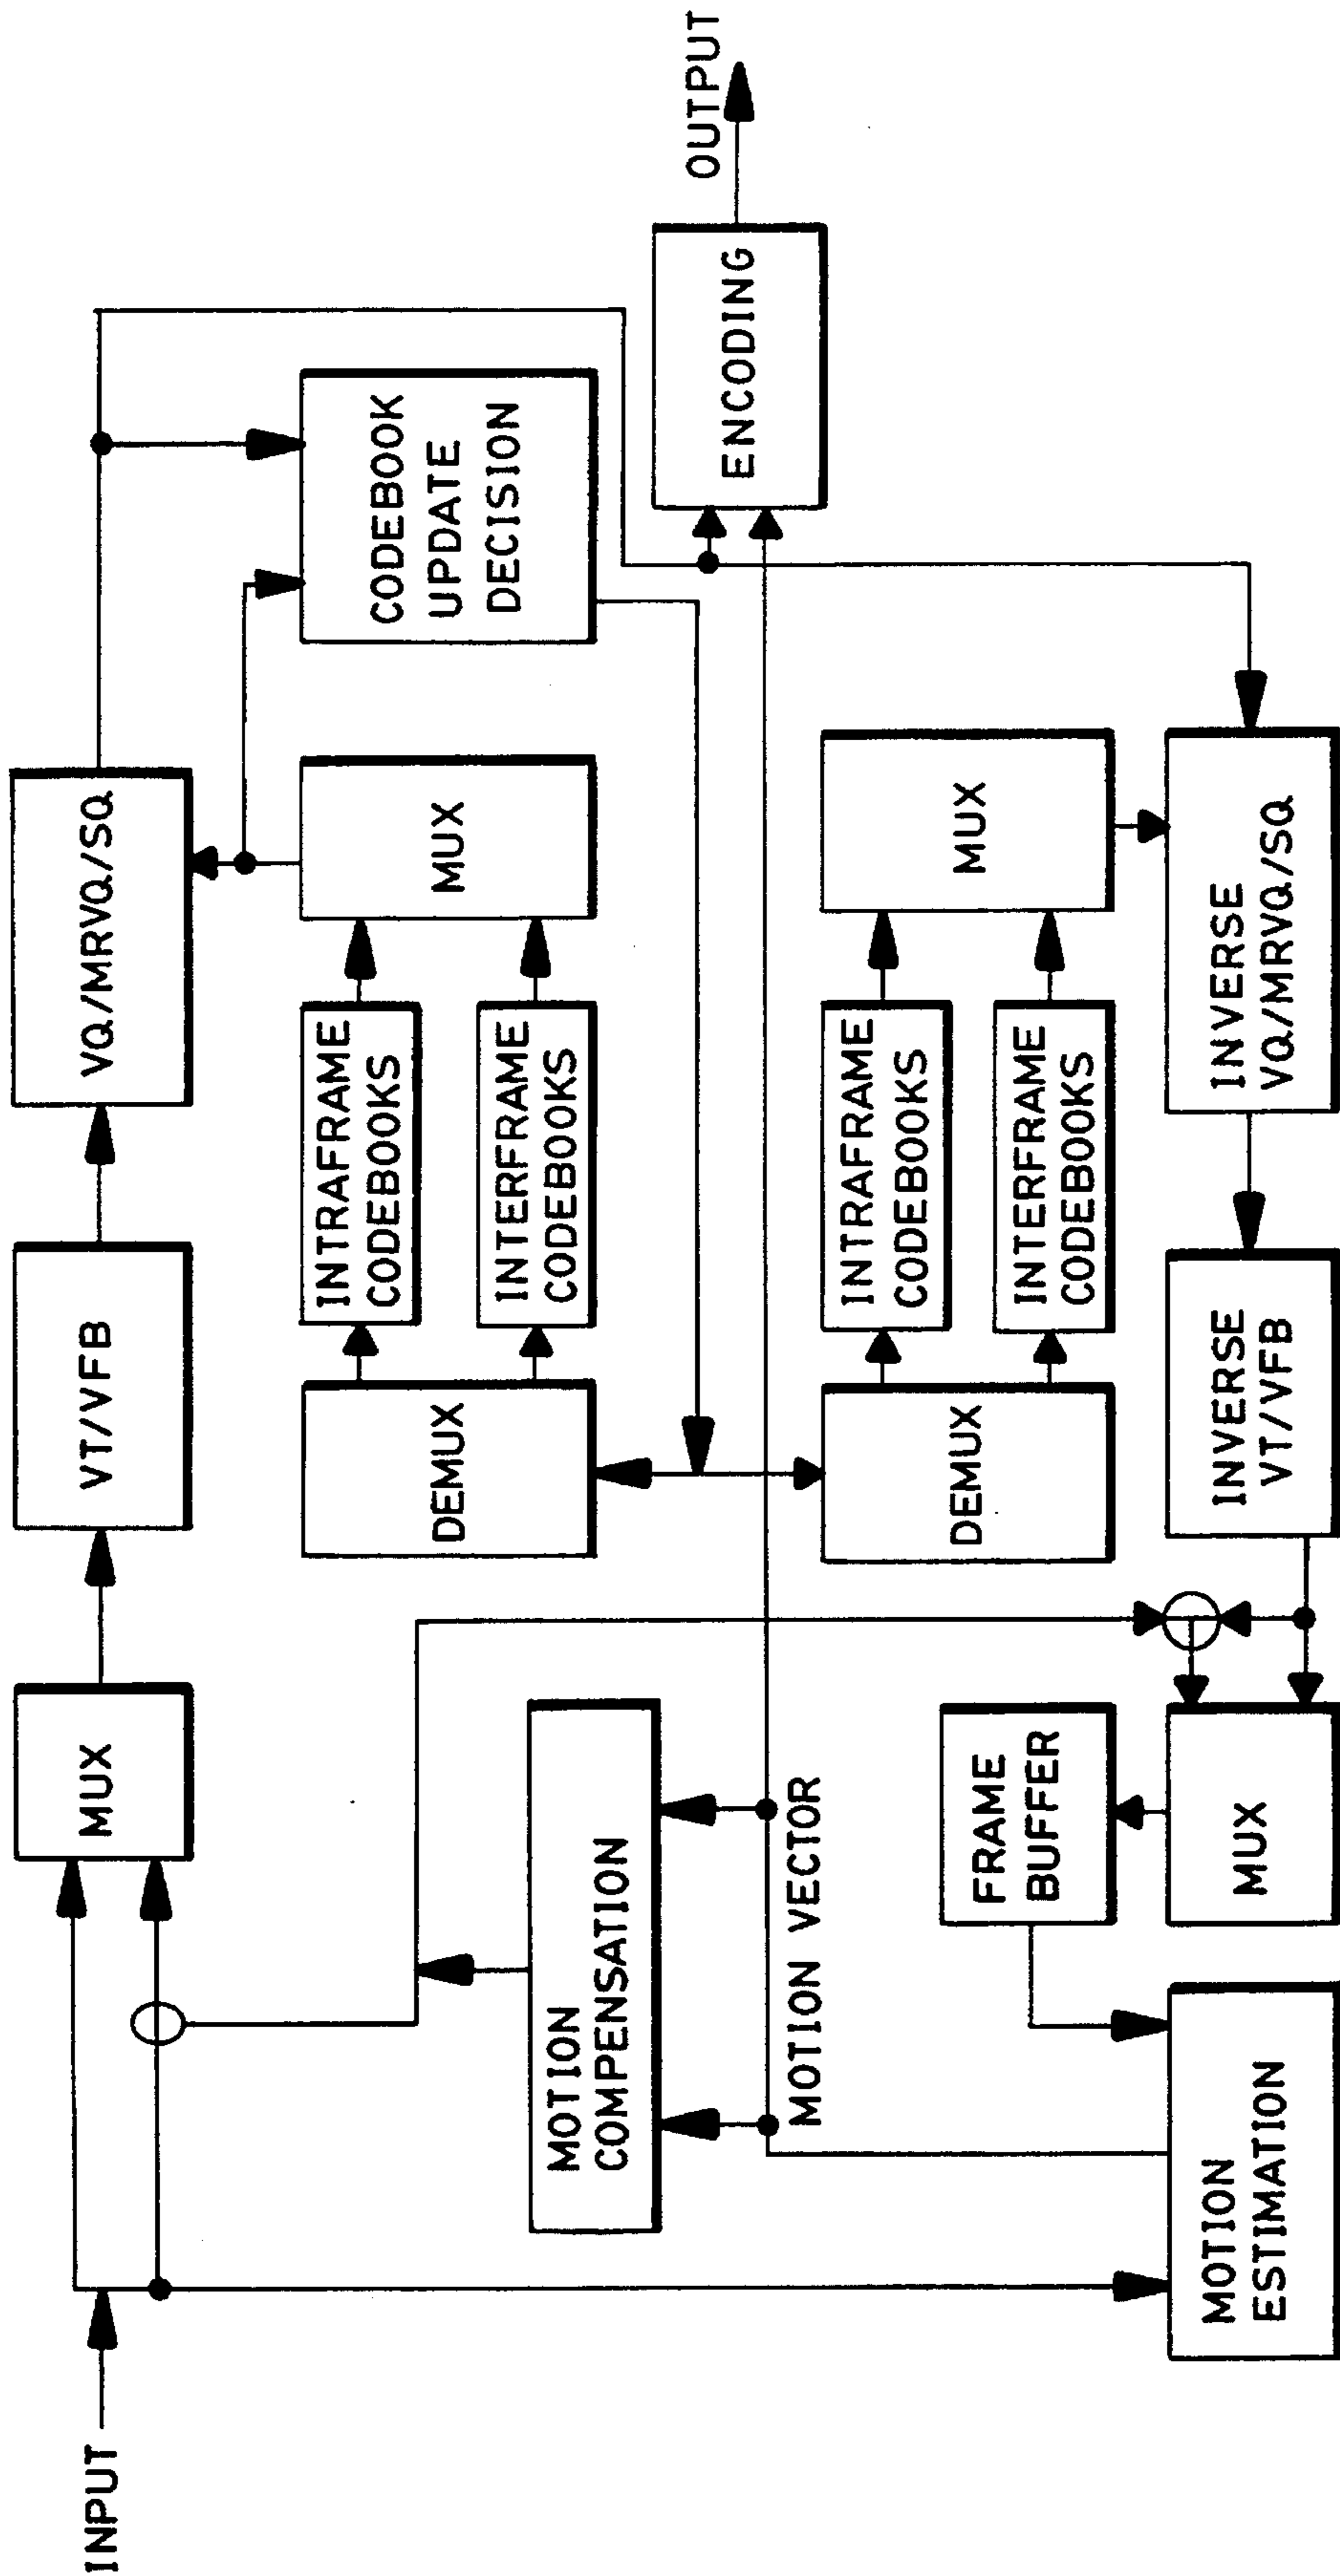 INPUT
MUX
VT/VFB
VQ/MRVQ/SQ
DEMUX
INTRAFRAME
CODEBOOKS
INTERFRAME
CODEBOOKS
MUX
CODEBOOK
UPDATE
DECISION
MOTION
COMPENSATION
MOTION VECTOR
ENCODING
OUTPUT
DEMUX
INTRAFRAME
CODEBOOKS
INTERFRAME
CODEBOOKS
MUX
FRAME
BUFFER
MOTION
ESTIMATION
MUX
INVERSE
VT/VFB
INVERSE
VQ/MRVQ/SQ